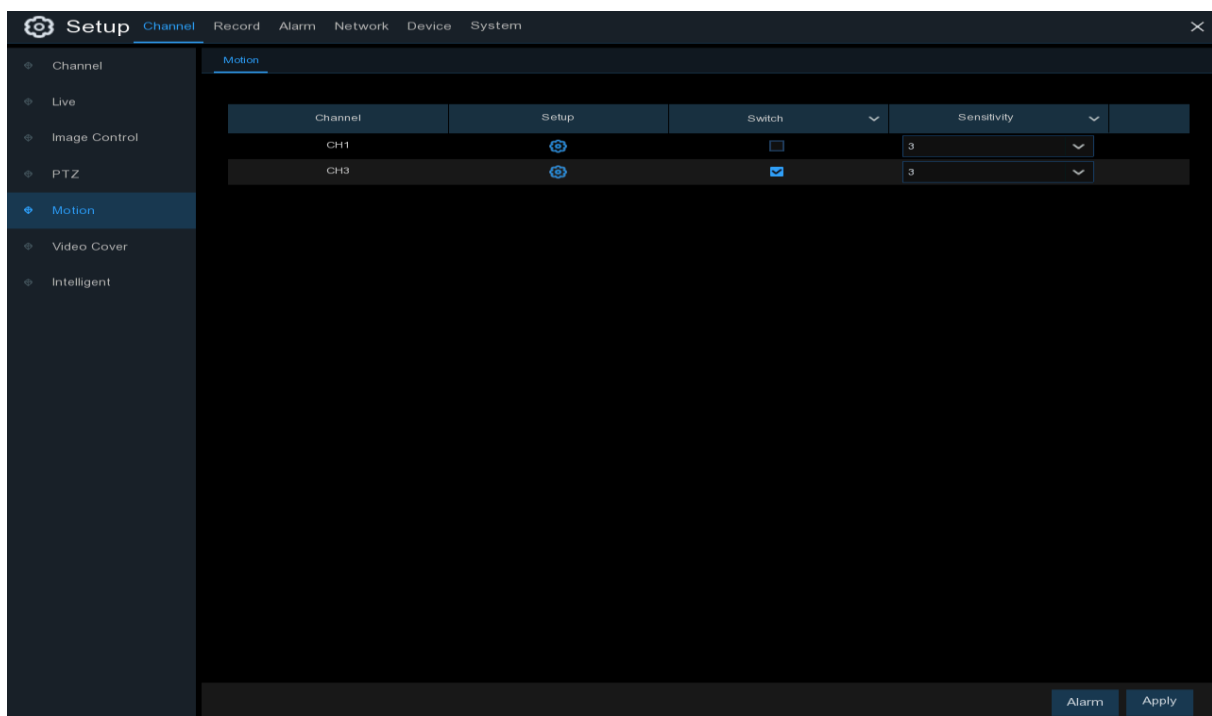 Setup Channel Record Alarm Network Device System
Channel
Live
Image Control
PTZ
Motion
Video Cover
Intelligent
Motion
Channel Setup Switch Sensitivity
CH1 3
CH3 3
Alarm Apply